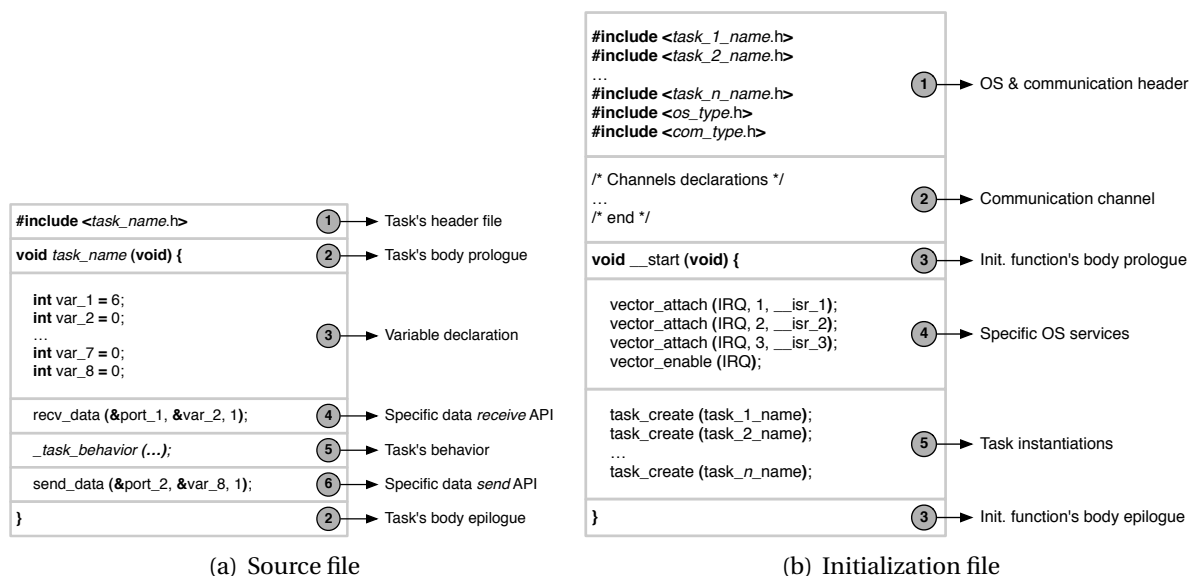 #include <task_name.h>
1
Task's header file
void task_name (void) {
2
Task's body prologue
int var_1 = 6;
int var_2 = 0;
...
int var_7 = 0;
int var_8 = 0;
3
Variable declaration
recv_data (&port_1, &var_2, 1);
4
Specific data receive API
_task_behavior (...);
5
Task's behavior
send_data (&port_2, &var_8, 1);
6
Specific data send API
}
2
Task's body epilogue
(a) Source file
#include <task_1_name.h>
#include <task_2_name.h>
...
#include <task_n_name.h>
#include <os_type.h>
#include <com_type.h>
1
OS & communication header
/* Channels declarations */
...
/* end */
2
Communication channel
void __start (void) {
3
Init. function's body prologue
vector_attach (IRQ, 1, __isr_1);
vector_attach (IRQ, 2, __isr_2);
vector_attach (IRQ, 3, __isr_3);
vector_enable (IRQ);
4
Specific OS services
task_create (task_1_name);
task_create (task_2_name);
...
task_create (task_n_name);
5
Task instantiations
}
3
Init. function's body epilogue
(b) Initialization file